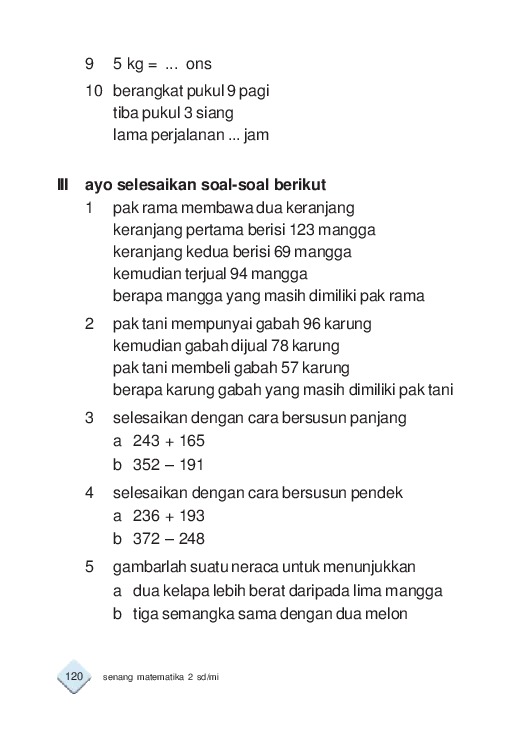 9 5 kg = ... ons
10 berangkat pukul 9 pagi
tiba pukul 3 siang
lama perjalanan ... jam
III ayo selesaikan soal-soal berikut
1 pak rama membawa dua keranjang
keranjang pertama berisi 123 mangga
keranjang kedua berisi 69 mangga
kemudian terjual 94 mangga
berapa mangga yang masih dimiliki pak rama
2 pak tani mempunyai gabah 96 karung
kemudian gabah dijual 78 karung
pak tani membeli gabah 57 karung
berapa karung gabah yang masih dimiliki pak tani
3 selesaikan dengan cara bersusun panjang
a 243 + 165
b 352 – 191
4 selesaikan dengan cara bersusun pendek
a 236 + 193
b 372 – 248
5 gambarlah suatu neraca untuk menunjukkan
a dua kelapa lebih berat daripada lima mangga
b tiga semangka sama dengan dua melon
120 senang matematika 2 sd/mi